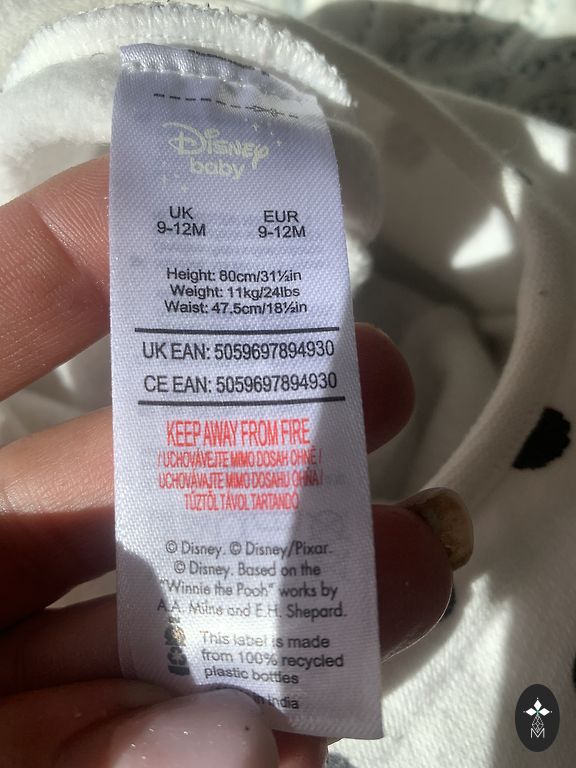 Disney
baby
UK EUR
9-12M 9-12M
Height: 80cm/31½in
Weight: 11kg/24lbs
Waist: 47.5cm/18½in
UK EAN: 5059697894930
CE EAN: 5059697894930
KEEP AWAY FROM FIRE
/ UCHOVÁVEJTE MIMO DOSAH OHNĚ /
UCHOVÁVAJTE MIMO DOSAHU OHŇA /
TŰZTŐL TÁVOL TARTANDÓ
© Disney. © Disney/Pixar.
© Disney. Based on the
"Winnie the Pooh" works by
A.A. Milne and E.H. Shepard.
This label is made
from 100% recycled
plastic bottles
India
M